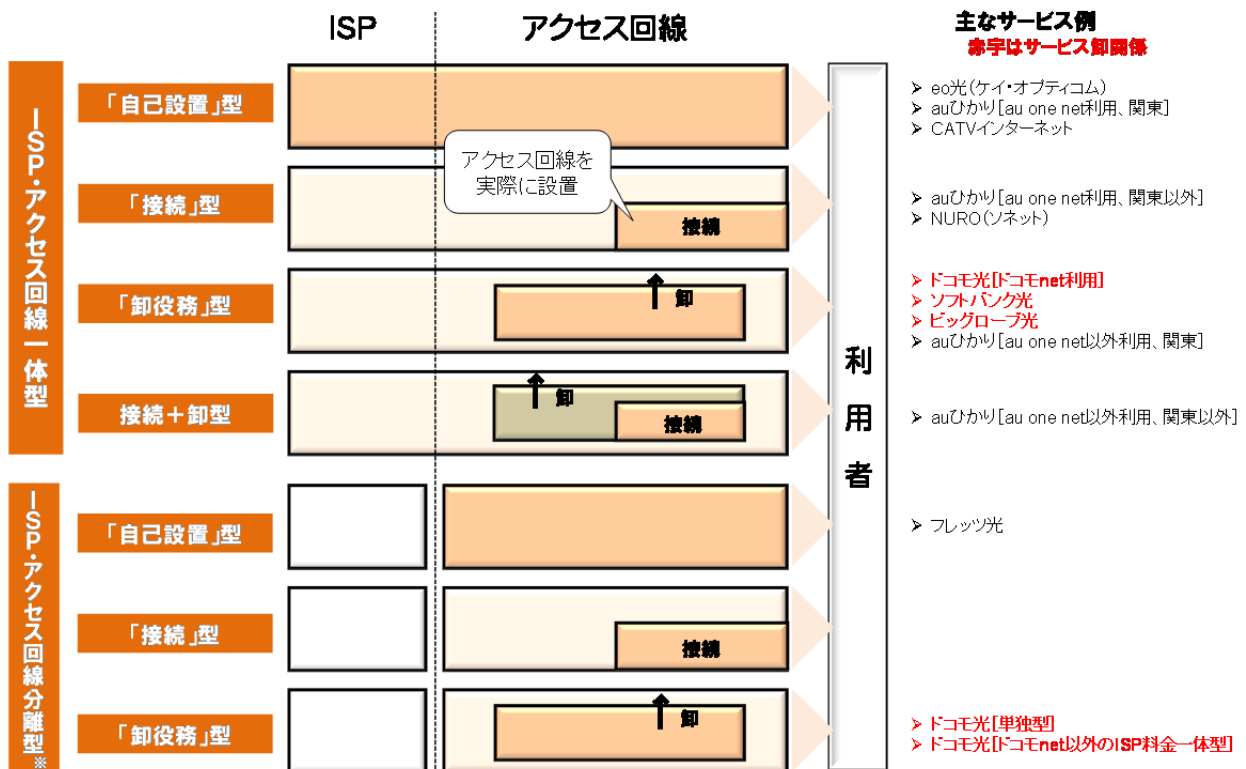 ISP
アクセス回線
主なサービス例
赤字はサービス卸関係
ISP・アクセス回線一体型
「自己設置」型
➤ eo光(ケイ・オプティコム)
➤ auひかり[au one net利用、関東]
➤ CATVインターネット
アクセス回線を
実際に設置
「接続」型
接続
➤ auひかり[au one net利用、関東以外]
➤ NURO(ソネット)
「卸役務」型
卸
➤ ドコモ光[ドコモnet利用]
➤ ソフトバンク光
➤ ビッグローブ光
➤ auひかり[au one net以外利用、関東]
接続+卸型
卸
接続
➤ auひかり[au one net以外利用、関東以外]
利用者
ISP・アクセス回線分離型※
「自己設置」型
➤ フレッツ光
「接続」型
接続
「卸役務」型
卸
➤ ドコモ光[単独型]
➤ ドコモ光[ドコモnet以外のISP料金一体型]